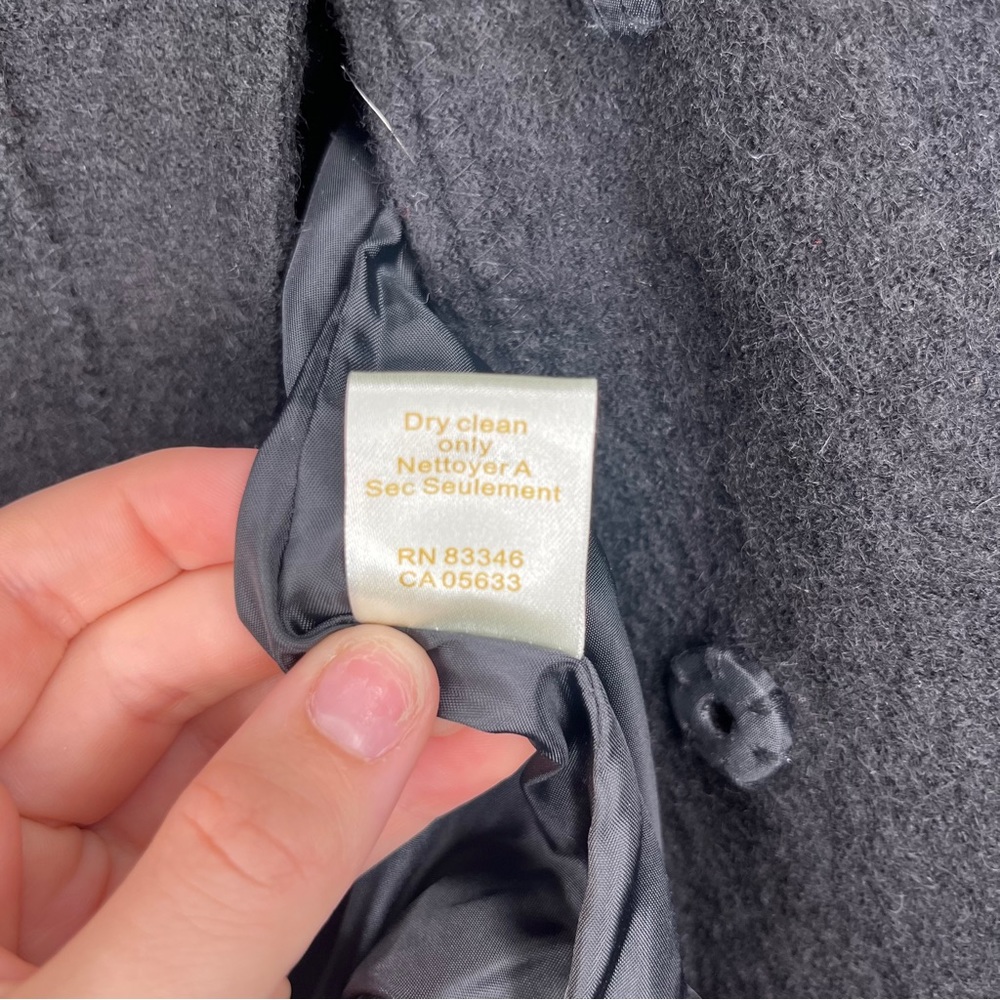 Dry clean
only
Nettoyer A
Sec Seulement
RN 83346
CA 05633